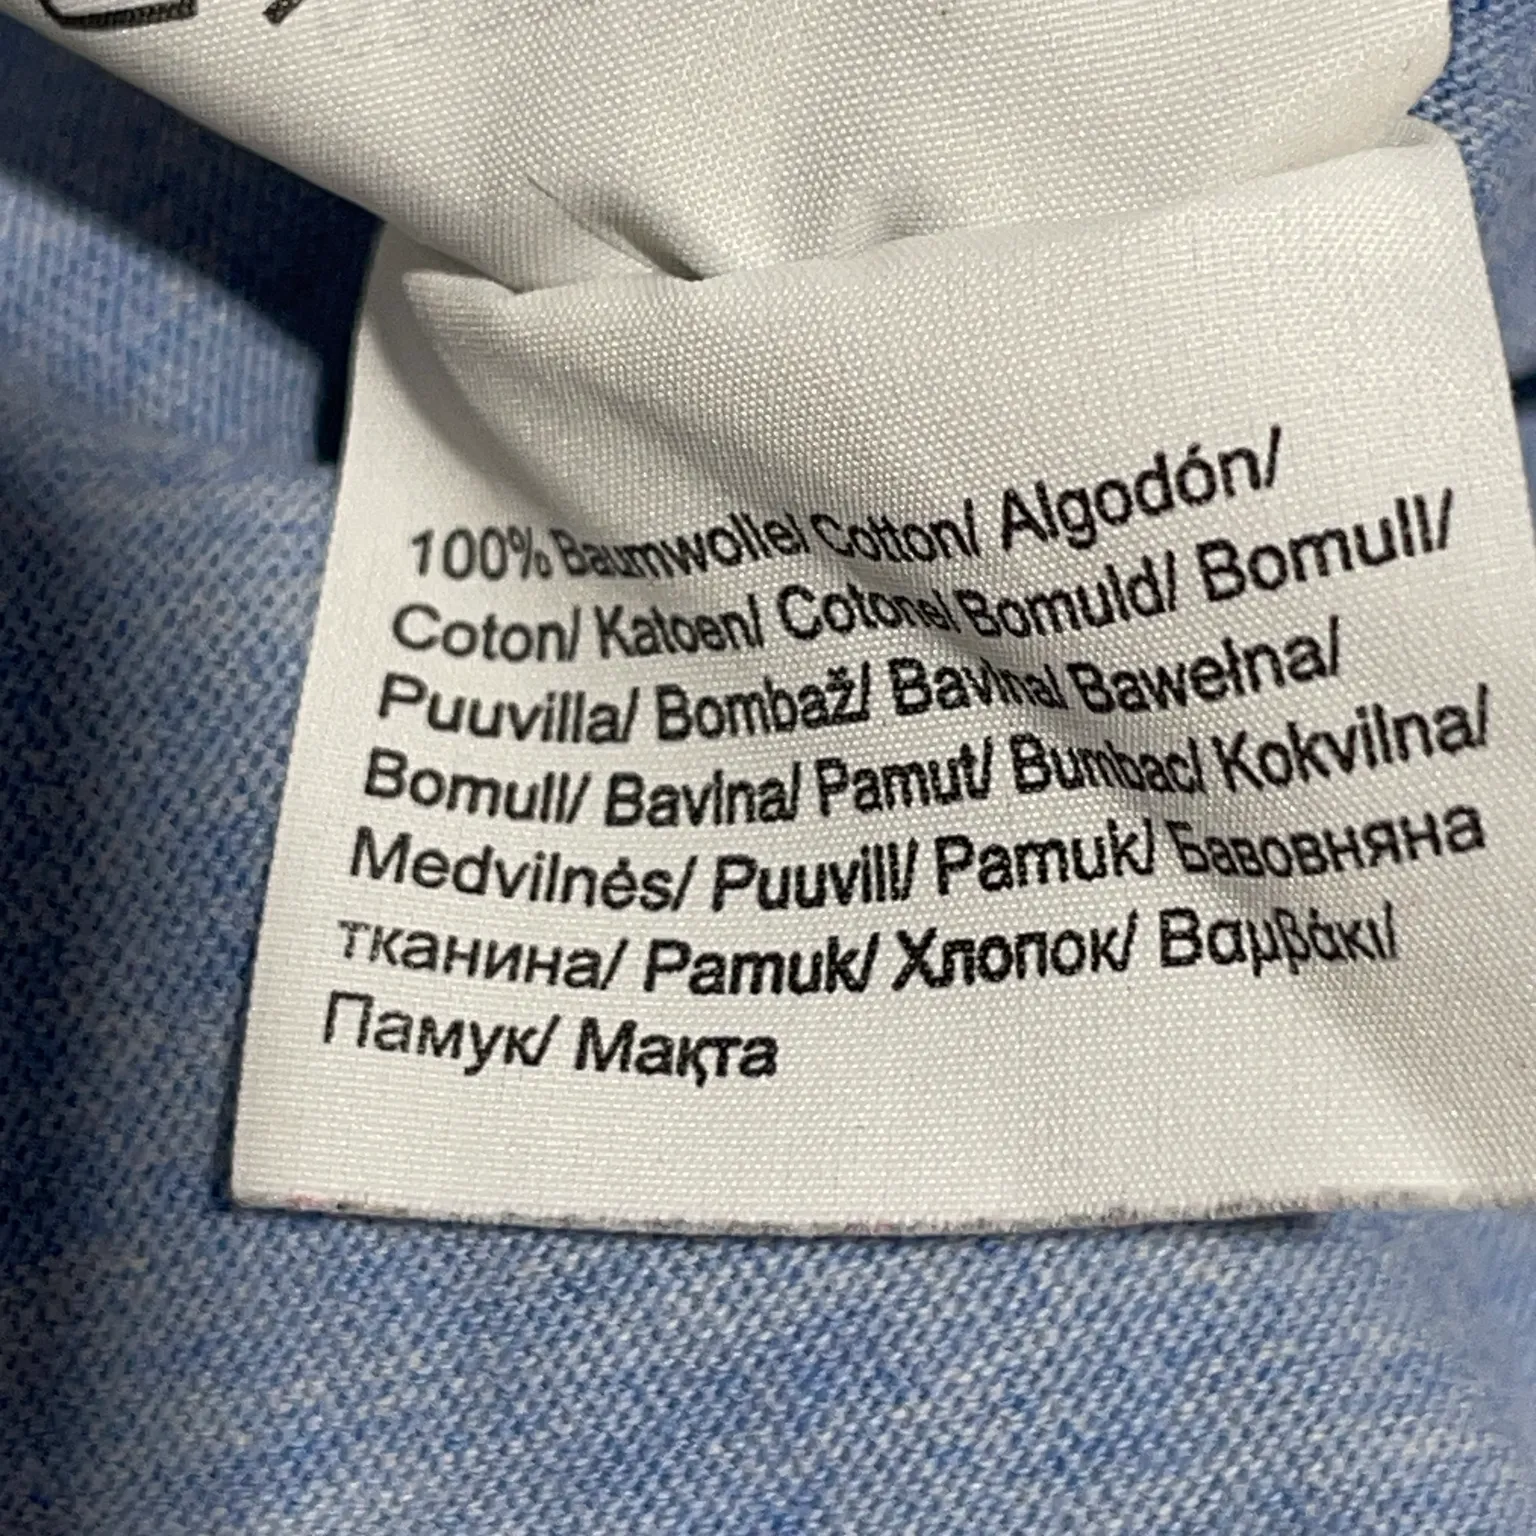 100% Baumwolle/ Cotton/ Algodón/
Coton/ Katoen/ Cotone/ Bomuld/ Bomull/
Puuvilla/ Bombaž/ Bavlna/ Bawełna/
Bomull/ Bavlna/ Pamut/ Bumbac/ Kokvilna/
Medvilnės/ Puuvill/ Pamuk/ Бавовняна
тканина/ Pamuk/ Хлопок/ Βαμβάκι/
Памук/ Мақта